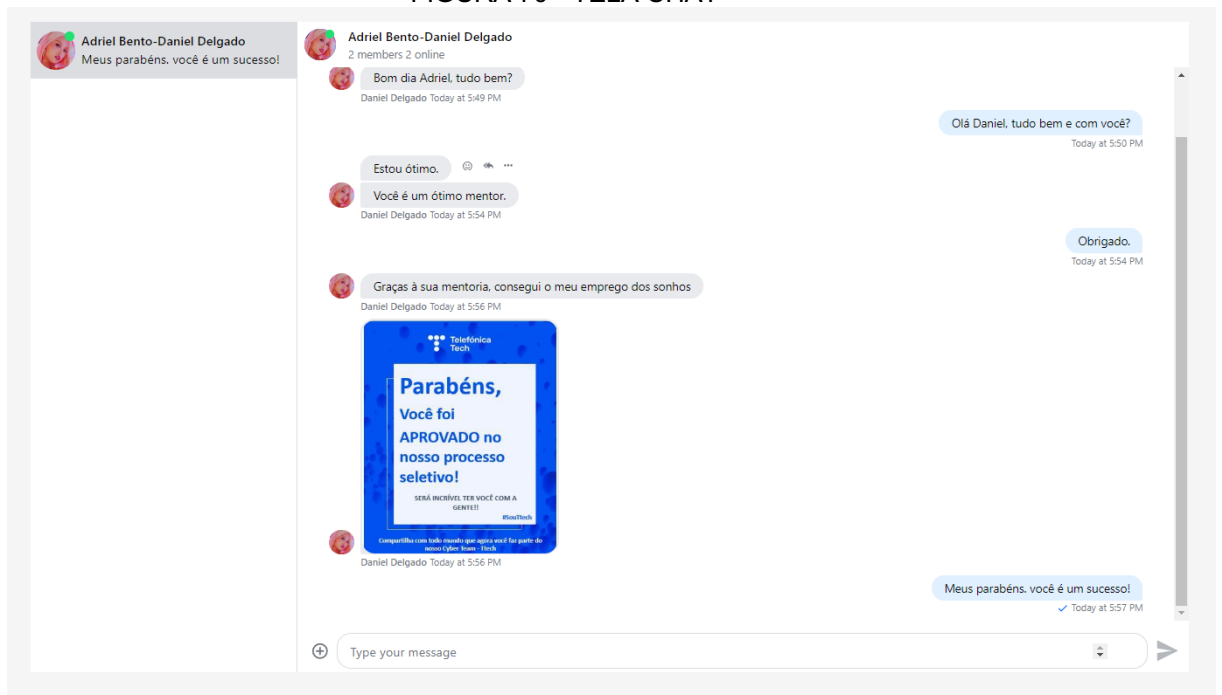 Adriel Bento-Daniel Delgado
Meus parabéns. você é um sucesso!
Adriel Bento-Daniel Delgado
2 members 2 online
Bom dia Adriel, tudo bem?
Daniel Delgado Today at 5:49 PM
Olá Daniel, tudo bem e com você?
Today at 5:50 PM
Estou ótimo.
Você é um ótimo mentor.
Daniel Delgado Today at 5:54 PM
Obrigado.
Today at 5:54 PM
Graças à sua mentoria, consegui o meu emprego dos sonhos
Daniel Delgado Today at 5:56 PM
Telefónica
Tech
Parabéns,
Você foi
APROVADO no
nosso processo
seletivo!
SERÁ INCRÍVEL TER VOCÊ COM A
GENTE!!
#SouTtech
Compartilha com todo mundo que agora você faz parte do
nosso Cyber Team - Ttech
Daniel Delgado Today at 5:56 PM
Meus parabéns. você é um sucesso!
Today at 5:57 PM
Type your message